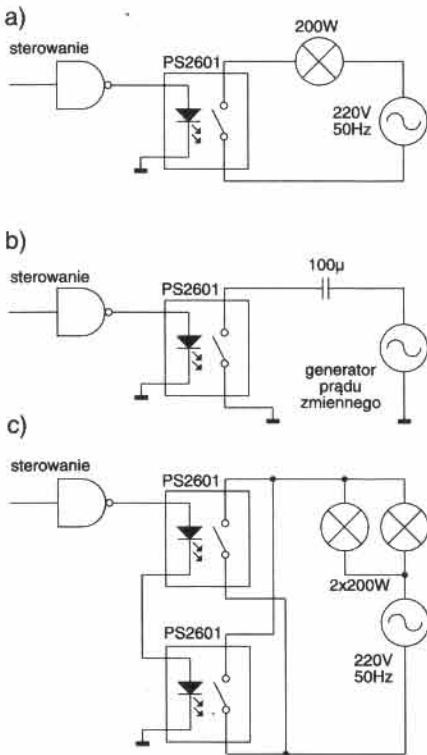 a)
200W
sterowanie
PS2601
220V
50Hz
b)
100µ
sterowanie
PS2601
generator
prądu
zmiennego
c)
sterowanie
PS2601
2x200W
PS2601
220V
50Hz